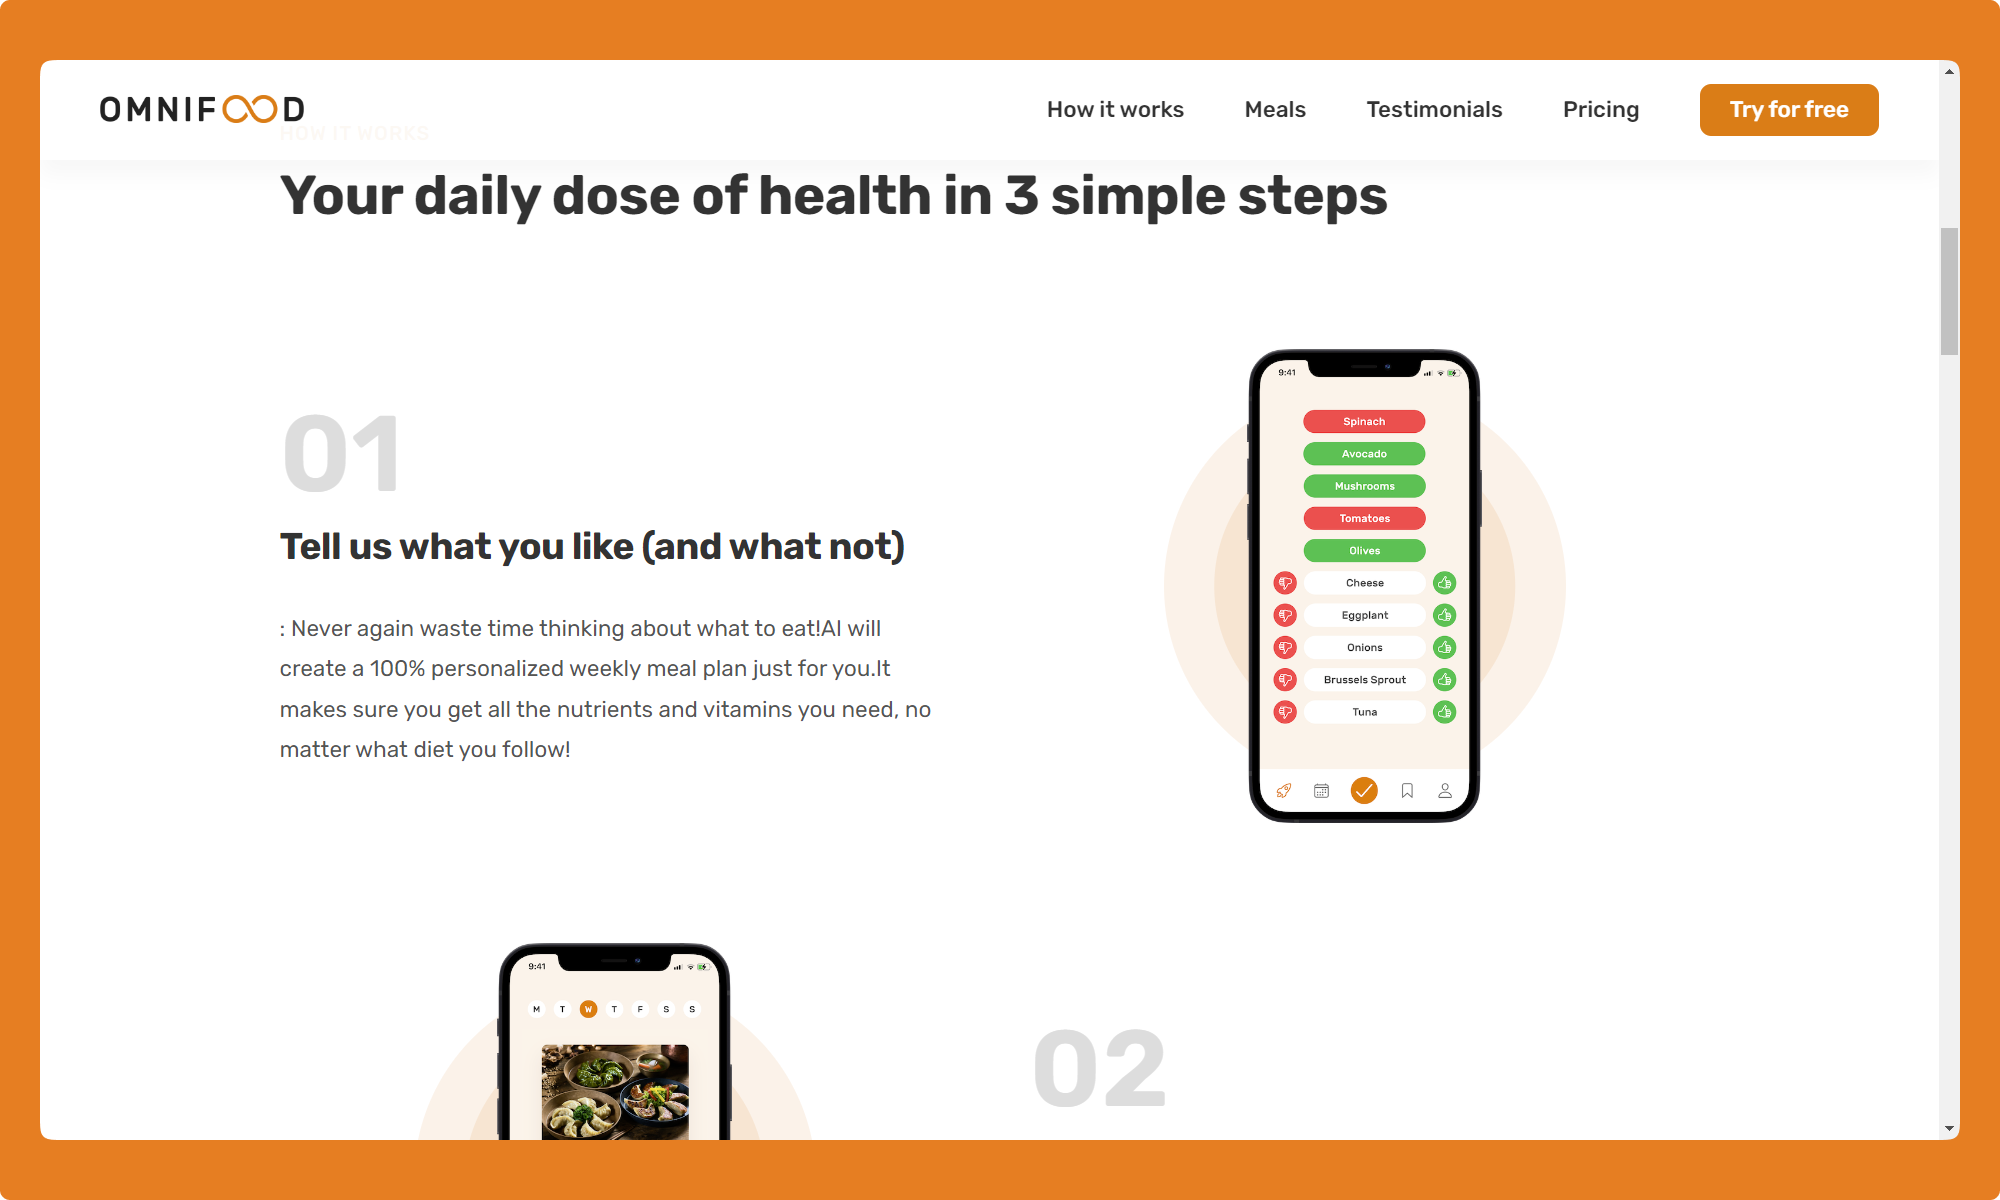 OMNIFOOD
How it works
Meals
Testimonials
Pricing
Try for free
HOW IT WORKS
Your daily dose of health in 3 simple steps
01
Tell us what you like (and what not)
: Never again waste time thinking about what to eat!AI will
create a 100% personalized weekly meal plan just for you.It
makes sure you get all the nutrients and vitamins you need, no
matter what diet you follow!
9:41
Spinach
Avocado
Mushrooms
Tomatoes
Olives
Cheese
Eggplant
Onions
Brussels Sprout
Tuna
9:41
M T W T F S S
02